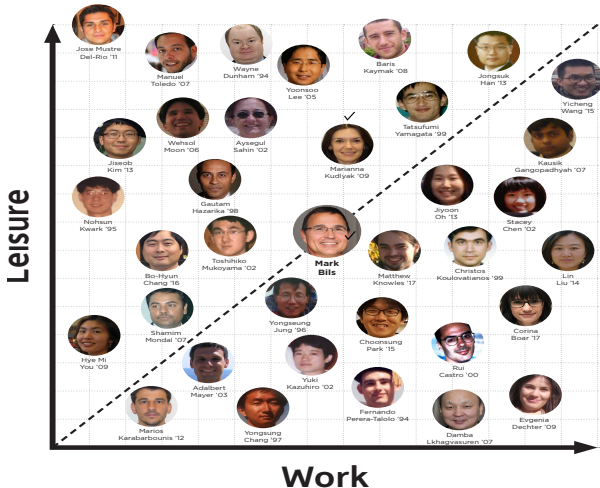 Jose Mustre
Del-Rio '11
Manuel
Toledo '07
Wayne
Dunham '94
Yoonsoo
Lee '05
Baris
Kaymak '08
Jongsuk
Han '13
Yicheng
Wang '15
Jiseob
Kim '13
Wehsol
Moon '06
Aysegul
Sahin '02
Marianna
Kudlyak '09
Tatsufumi
Yamagata '99
Kausik
Gangopadhyay '07
Nohsun
Kwark '95
Gautam
Hazarika '98
Jiyoon
Oh '13
Stacey
Chen '02
Bo-Hyun
Chang '16
Toshihiko
Mukoyama '02
Mark
Bils
Matthew
Knowles '17
Christos
Koulovatianos '99
Lin
Liu '14
Shamim
Mondal '07
Yongseung
Jung '96
Choonsung
Park '15
Corina
Boar '17
Hye Mi
You '09
Adalbert
Mayer '03
Yuki
Kazuhiro '02
Rui
Castro '00
Marios
Karabarbounis '12
Yongsung
Chang '97
Fernando
Perera-Talolo '94
Damba
Lkhagvasuren '07
Evgenia
Dechter '09
Leisure
Work